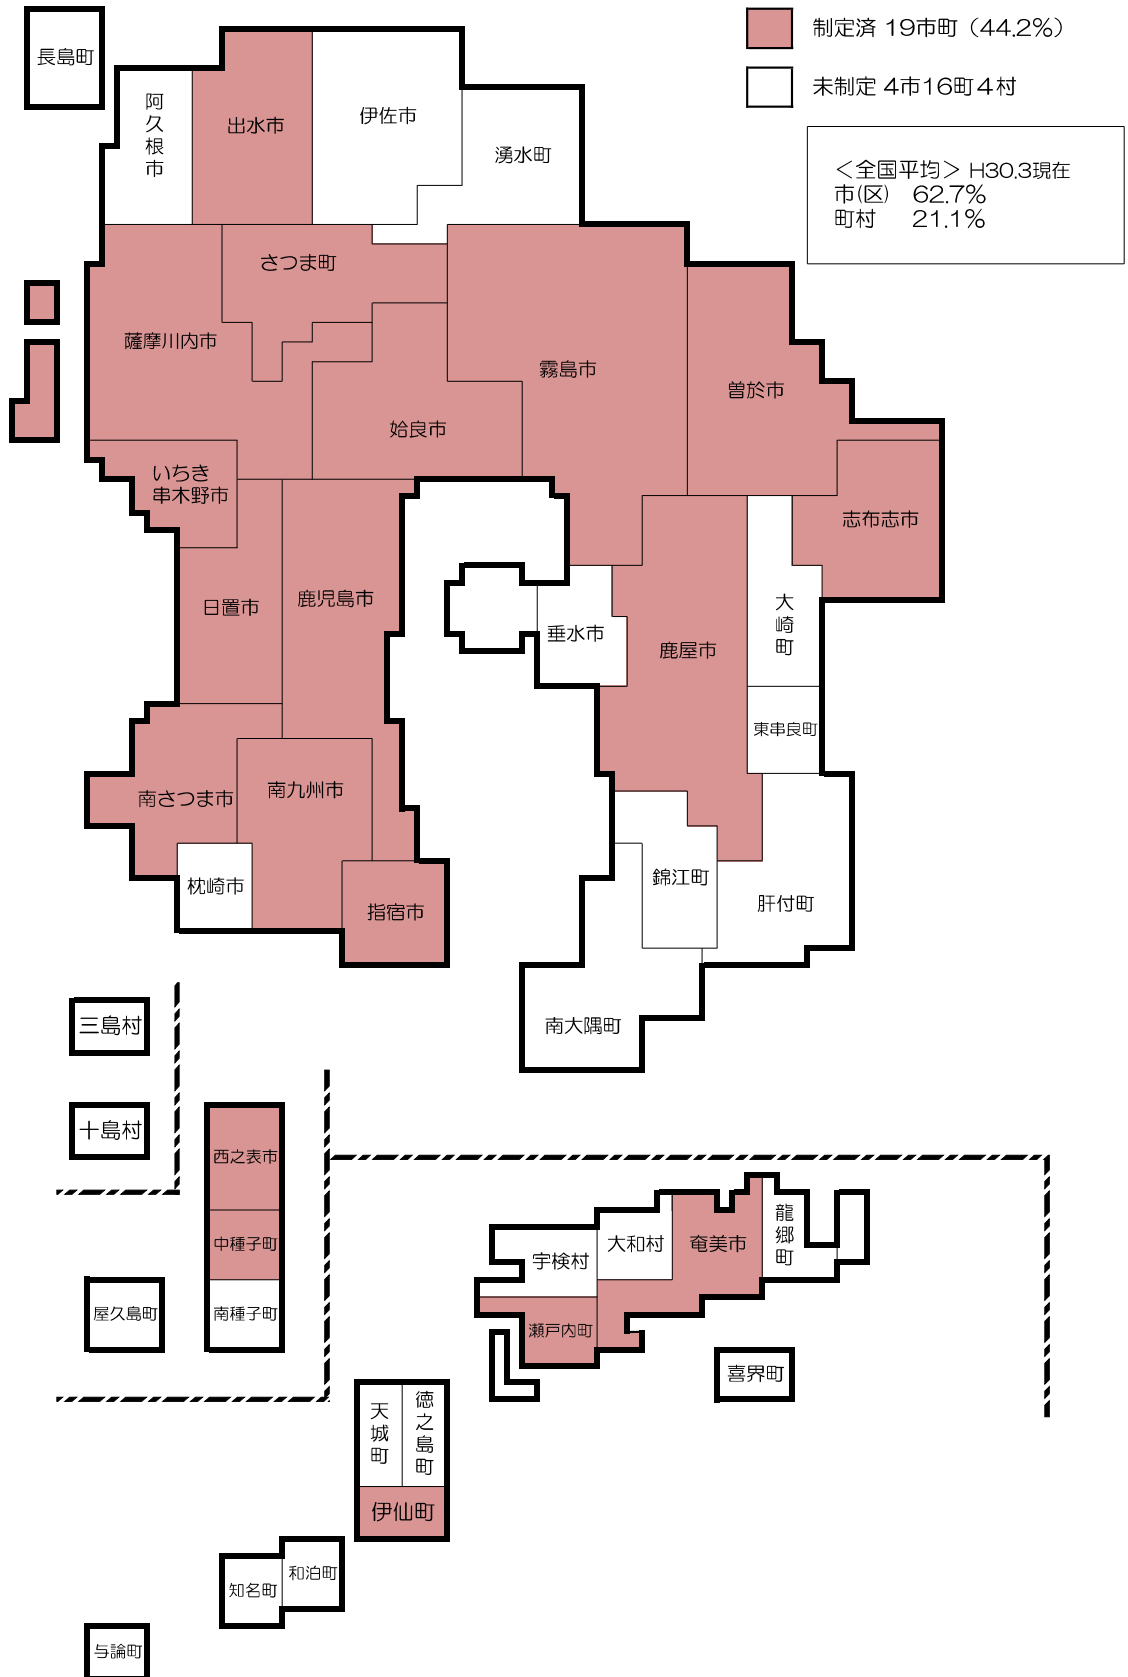 制定済 19市町（44.2%）
未制定 4市16町4村
＜全国平均＞ H30.3現在
市(区) 62.7%
町村 21.1%
長島町
阿久根市
出水市
伊佐市
湧水町
さつま町
薩摩川内市
霧島市
曽於市
姶良市
いちき
串木野市
志布志市
日置市
鹿児島市
垂水市
鹿屋市
大崎町
東串良町
南さつま市
南九州市
枕崎市
指宿市
錦江町
肝付町
南大隅町
三島村
十島村
西之表市
中種子町
南種子町
屋久島町
宇検村
大和村
奄美市
龍郷町
瀬戸内町
喜界町
天城町
徳之島町
伊仙町
和泊町
知名町
与論町